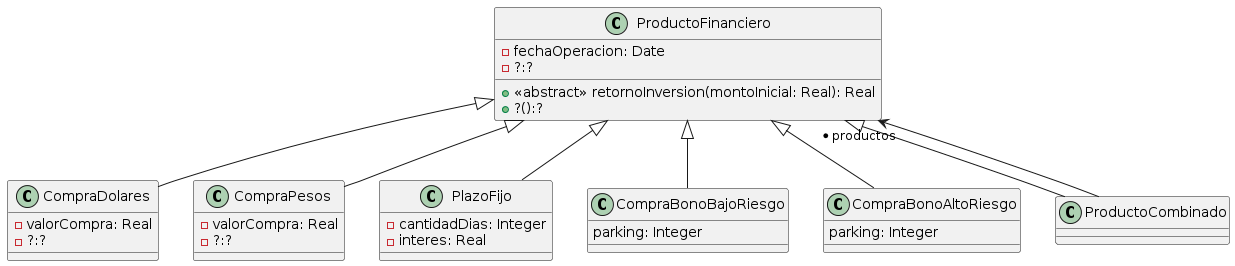 C ProductoFinanciero
fechaOperacion: Date
?:?
«abstract» retornoInversion(montoInicial: Real): Real
?():?
* productos
C CompraDolares
valorCompra: Real
?:?
C CompraPesos
valorCompra: Real
?:?
C PlazoFijo
cantidadDias: Integer
interes: Real
C CompraBonoBajoRiesgo
parking: Integer
C CompraBonoAltoRiesgo
parking: Integer
C ProductoCombinado